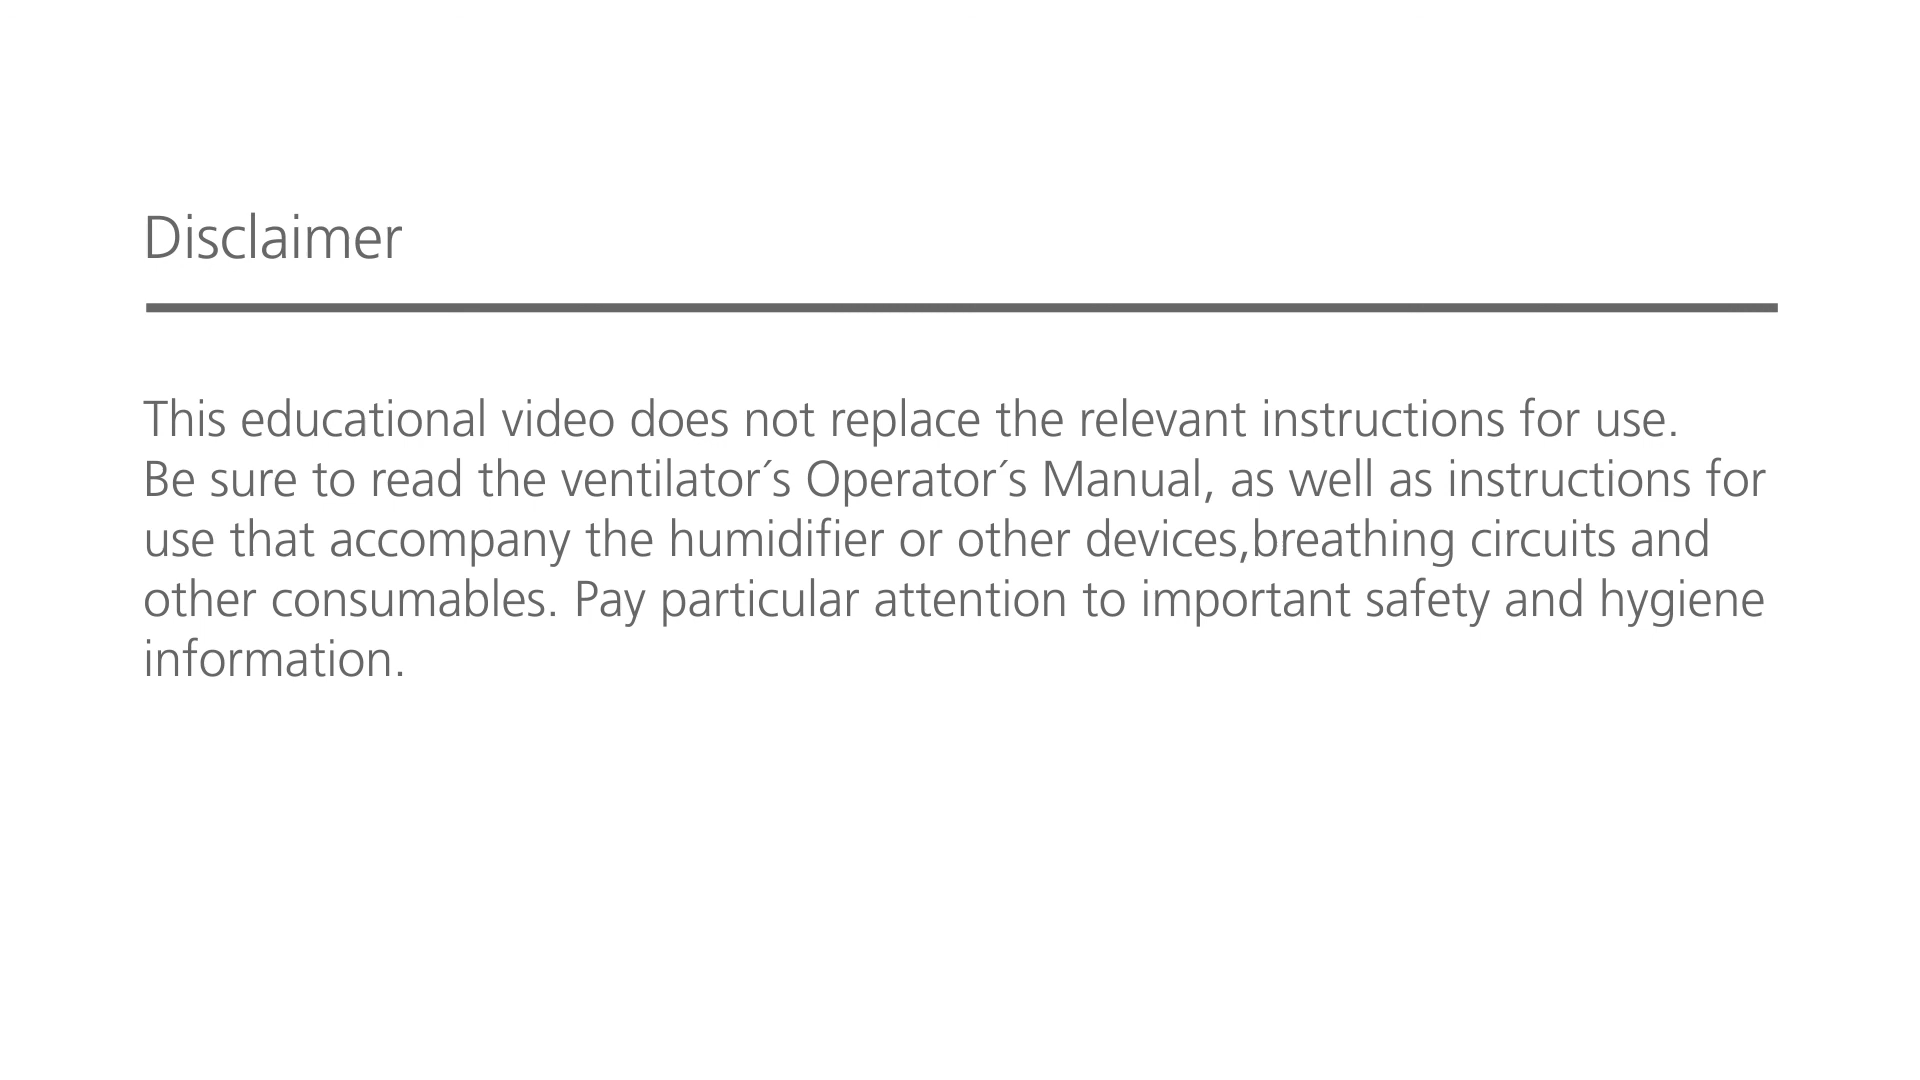 Disclaimer
This educational video does not replace the relevant instructions for use.
Be sure to read the ventilator´s Operator´s Manual, as well as instructions for
use that accompany the humidifier or other devices,breathing circuits and
other consumables. Pay particular attention to important safety and hygiene
information.